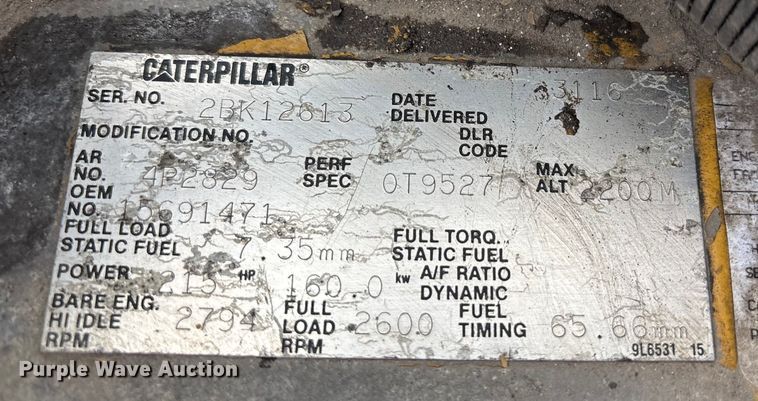 CATERPILLAR®
SER. NO. 2BK12613 DATE DELIVERED 3116
MODIFICATION NO. DLR CODE
AR NO. 4P2829 PERF SPEC 0T9527 MAX ALT 2200M
OEM NO. 15691471
FULL LOAD STATIC FUEL 7.35mm FULL TORQ. STATIC FUEL
POWER 215 HP 160.0 kw A/F RATIO DYNAMIC
BARE ENG. HI IDLE RPM 2794 FULL LOAD RPM 2600 FUEL TIMING 65.66mm
9L6531 15
Purple Wave Auction